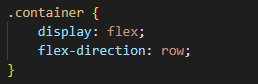 .container {
    display: flex;
    flex-direction: row;
}